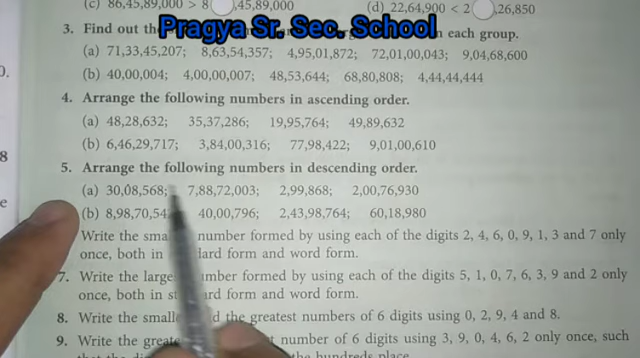 (c) 86,45,89,000 > 8 ,45,89,000 (d) 22,64,900 < 2 ,26,850
Pragya Sr. Sec. School
3. Find out th n each group.
(a) 71,33,45,207; 8,63,54,357; 4,95,01,872; 72,01,00,043; 9,04,68,600
(b) 40,00,004; 4,00,00,007; 48,53,644; 68,80,808; 4,44,44,444
4. Arrange the following numbers in ascending order.
(a) 48,28,632; 35,37,286; 19,95,764; 49,89,632
(b) 6,46,29,717; 3,84,00,316; 77,98,422; 9,01,00,610
5. Arrange the following numbers in descending order.
(a) 30,08,568; 7,88,72,003; 2,99,868; 2,00,76,930
(b) 8,98,70,54 40,00,796; 2,43,98,764; 60,18,980
Write the sma number formed by using each of the digits 2, 4, 6, 0, 9, 1, 3 and 7 only
once, both in dard form and word form.
7. Write the large mber formed by using each of the digits 5, 1, 0, 7, 6, 3, 9 and 2 only
once, both in st rd form and word form.
8. Write the small d the greatest numbers of 6 digits using 0, 2, 9, 4 and 8.
9. Write the great number of 6 digits using 3, 9, 0, 4, 6, 2 only once, such
the hundreds place